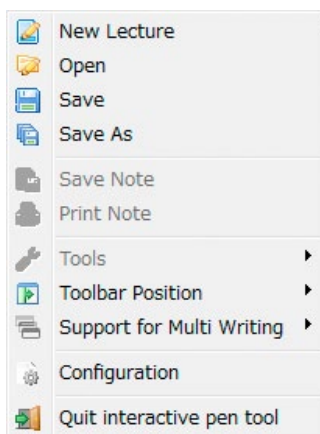 New Lecture
Open
Save
Save As
Save Note
Print Note
Tools
Toolbar Position
Support for Multi Writing
Configuration
Quit interactive pen tool